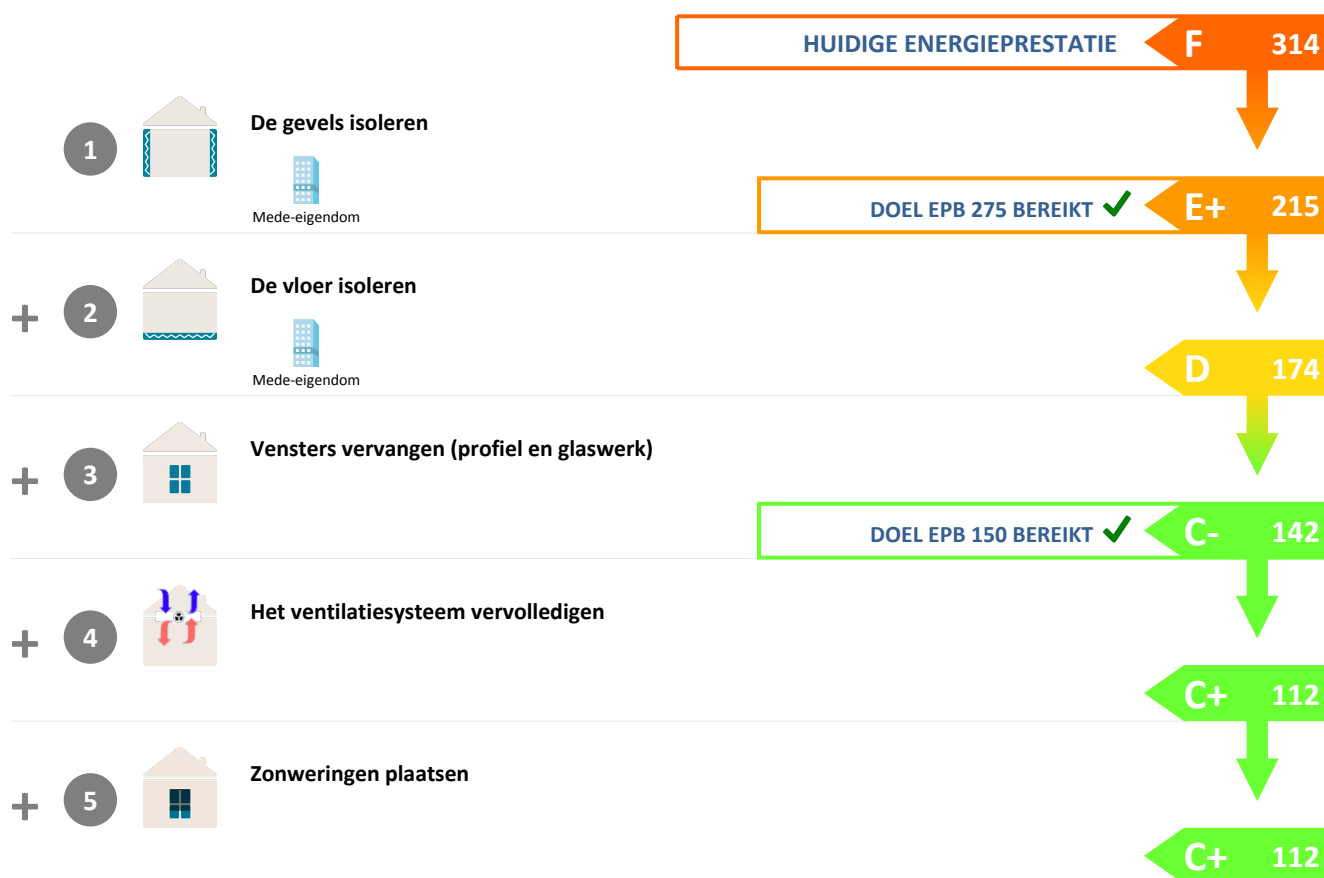 HUIDIGE ENERGIEPRESTATIE F 314
1 De gevels isoleren
Mede-eigendom
DOEL EPB 275 BEREIKT ✓ E+ 215
+ 2 De vloer isoleren
Mede-eigendom
D 174
+ 3 Vensters vervangen (profiel en glaswerk)
DOEL EPB 150 BEREIKT ✓ C- 142
+ 4 Het ventilatiesysteem vervolledigen
C+ 112
+ 5 Zonweringen plaatsen
C+ 112